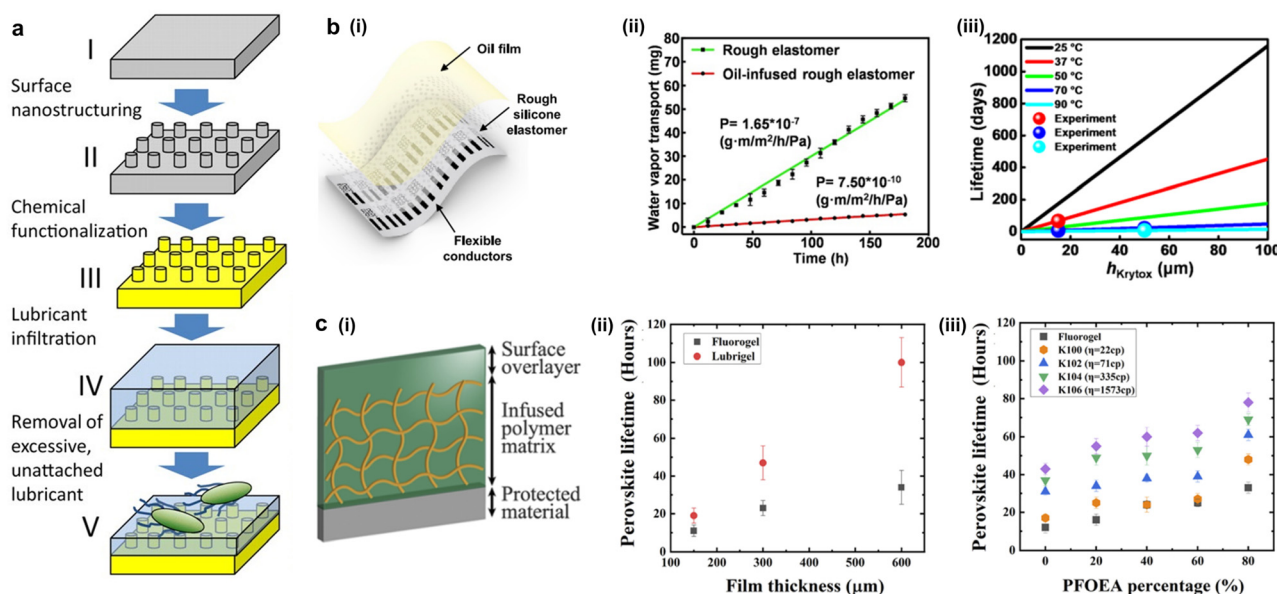 a
I
Surface
nanostructuring
II
Chemical
functionalization
III
Lubricant
infiltration
IV
Removal of
excessive,
unattached
lubricant
V
b (i)
Oil film
Rough
silicone
elastomer
Flexible
conductors
(ii)
Water vapor transport (mg)
80
70
60
50
40
30
20
10
0
Rough elastomer
Oil-infused rough elastomer
P= 1.65*10-7
(g·m/m2/h/Pa)
P= 7.50*10-10
(g·m/m2/h/Pa)
0 50 100 150 200
Time (h)
(iii)
Lifetime (days)
1200
1000
800
600
400
200
0
25 °C
37 °C
50 °C
70 °C
90 °C
Experiment
Experiment
Experiment
0 20 40 60 80 100
hKrytox (µm)
c (i)
Surface
overlayer
Infused
polymer
matrix
Protected
material
(ii)
Perovskite lifetime (Hours)
120
100
80
60
40
20
0
Fluorogel
Lubrigel
100 200 300 400 500 600
Film thickness (µm)
(iii)
Perovskite lifetime (Hours)
120
100
80
60
40
20
0
Fluorogel
K100 (η=22cp)
K102 (η=71cp)
K104 (η=335cp)
K106 (η=1573cp)
0 20 40 60 80
PFOEA percentage (%)